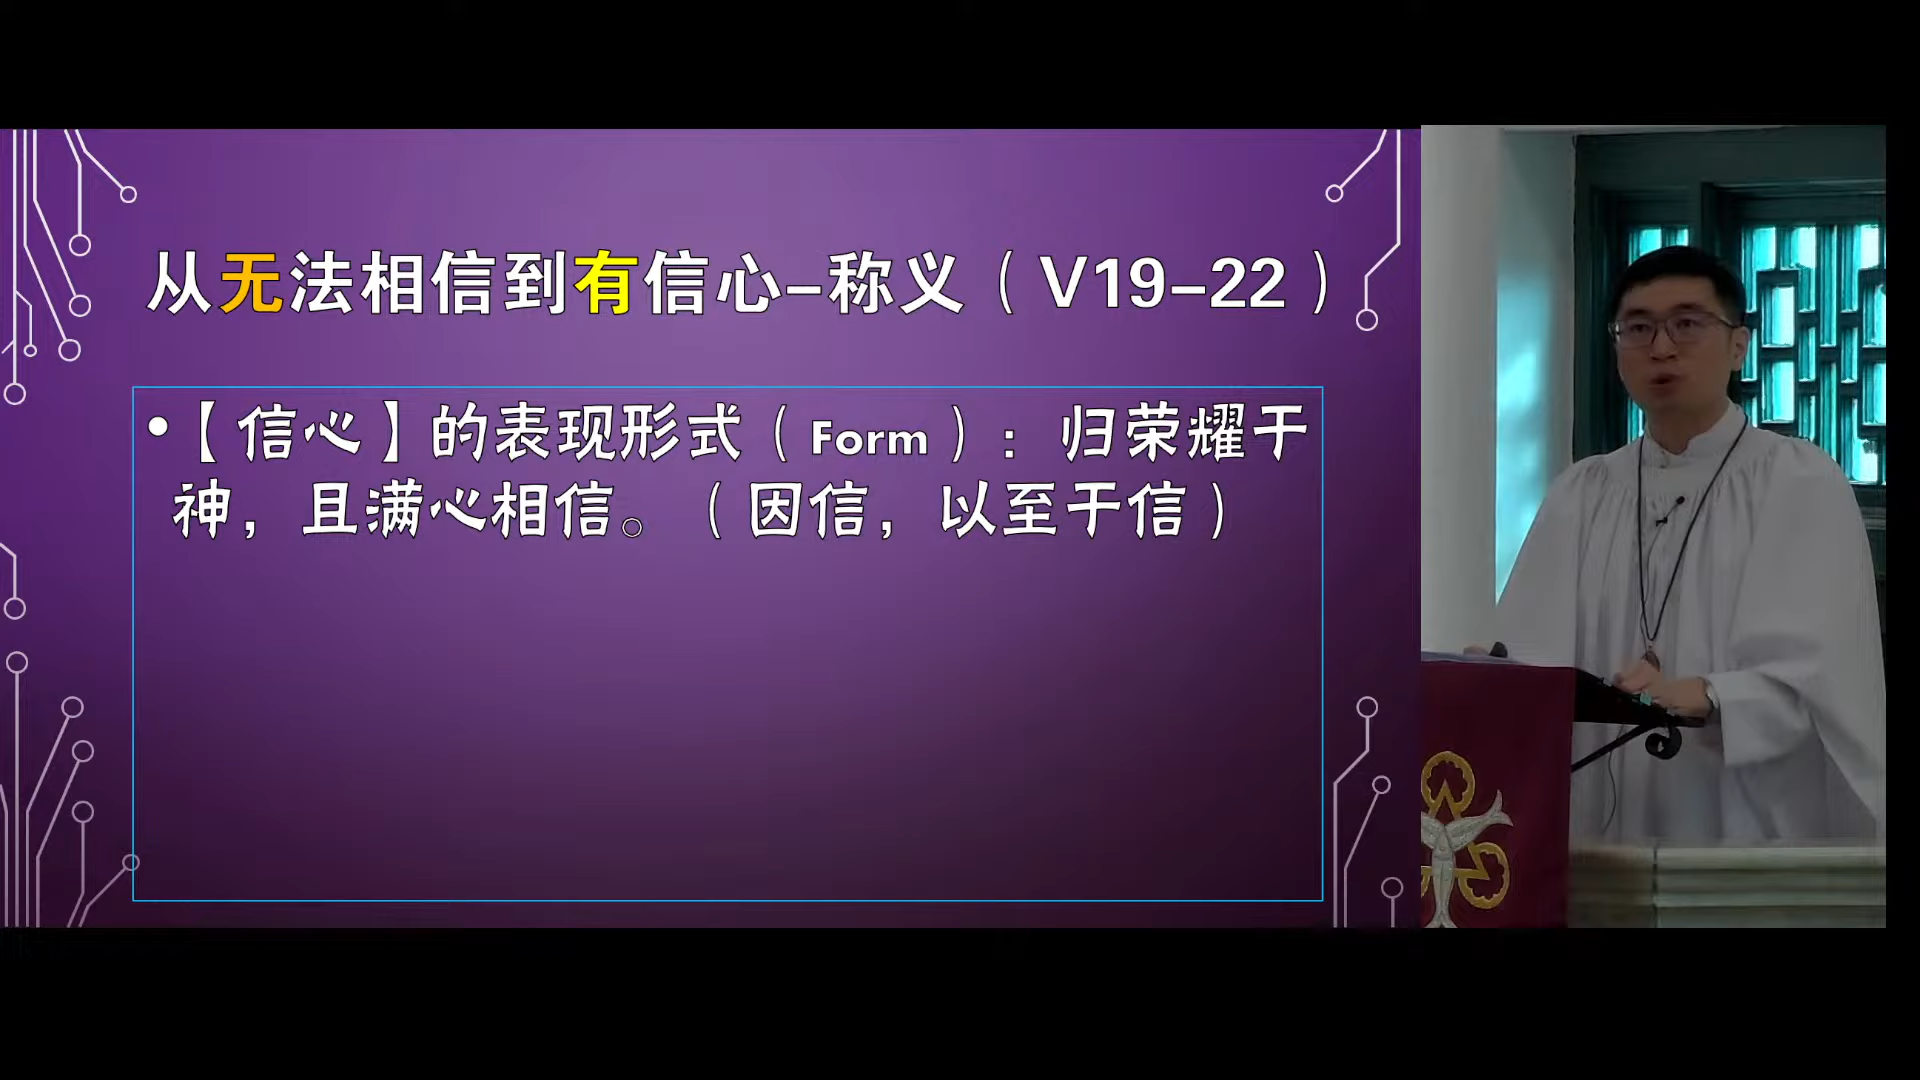 从无法相信到有信心-称义（V19-22）
•【信心】的表现形式（Form）：归荣耀于
神，且满心相信。（因信，以至于信）